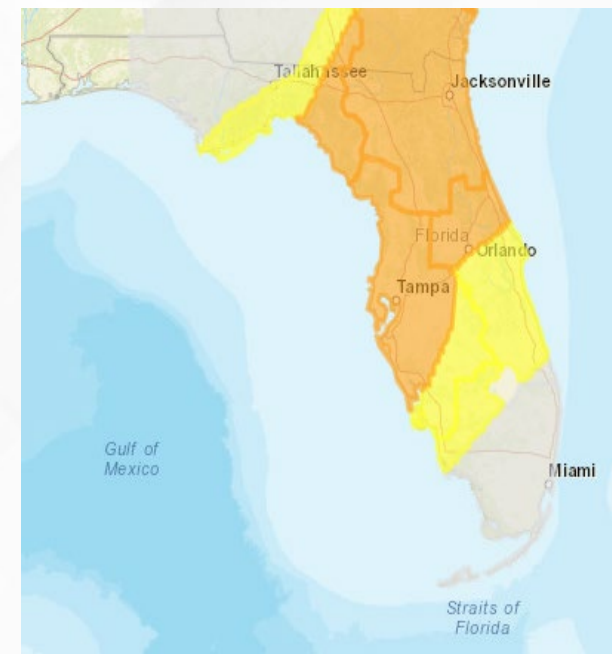 Tallahassee
Jacksonville
Florida
Orlando
Tampa
Gulf of
Mexico
Miami
Straits of
Florida